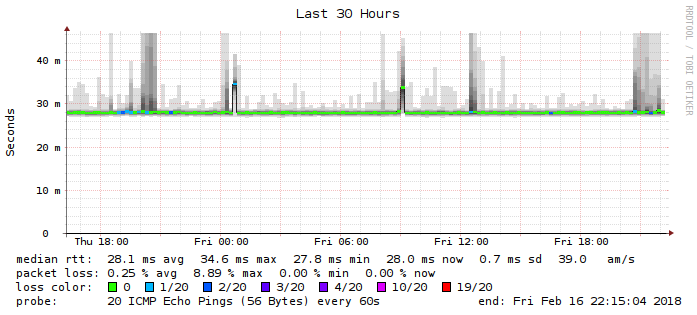 Last 30 Hours
RRDTOOL / TOBI OETIKER
Seconds
40 m
30 m
20 m
10 m
0
Thu 18:00 Fri 00:00 Fri 06:00 Fri 12:00 Fri 18:00
median rtt: 28.1 ms avg 34.6 ms max 27.8 ms min 28.0 ms now 0.7 ms sd 39.0 am/s
packet loss: 0.25 % avg 8.89 % max 0.00 % min 0.00 % now
loss color: 0 1/20 2/20 3/20 4/20 10/20 19/20
probe: 20 ICMP Echo Pings (56 Bytes) every 60s end: Fri Feb 16 22:15:04 2018